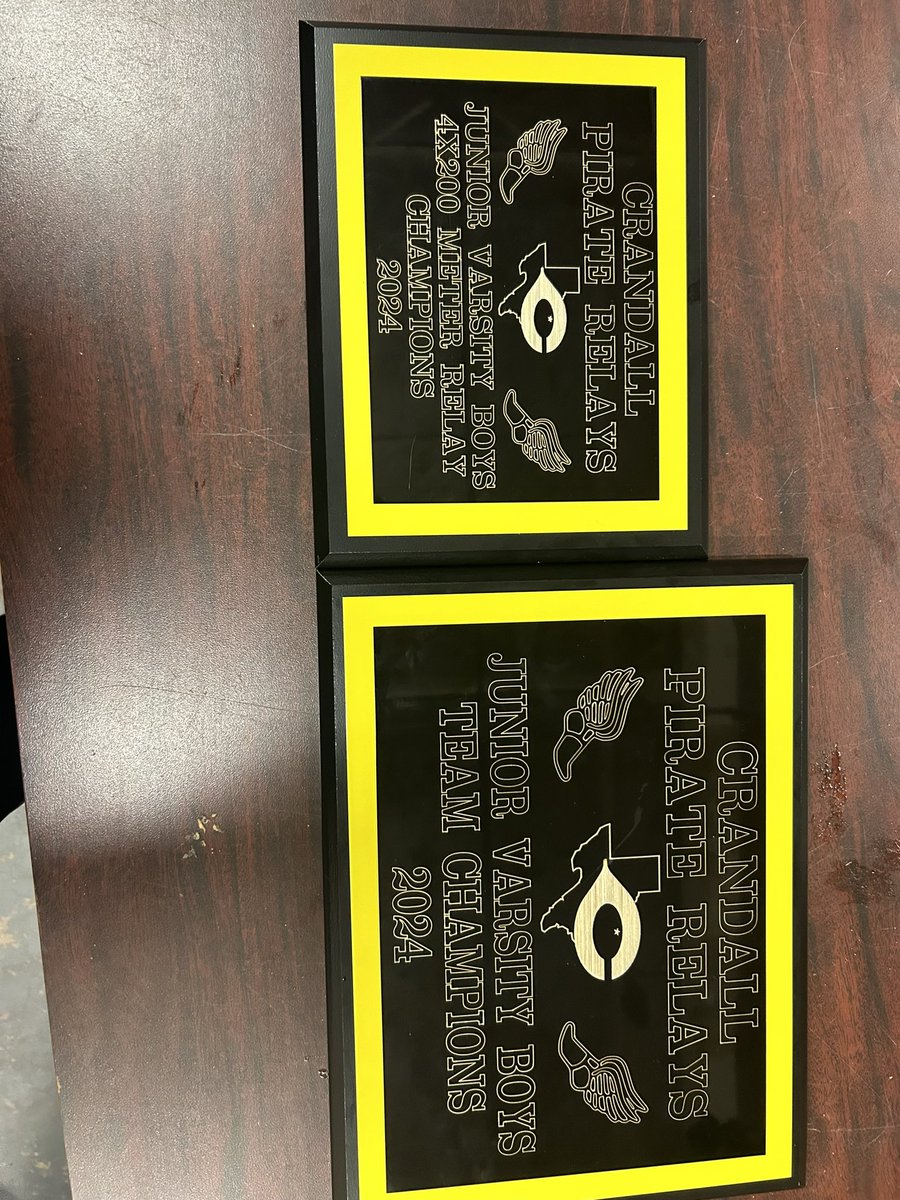 CRANDALL
PIRATE RELAYS
JUNIOR VARSITY BOYS
4X200 METER RELAY
CHAMPIONS
2024
CRANDALL
PIRATE RELAYS
JUNIOR VARSITY BOYS
TEAM CHAMPIONS
2024